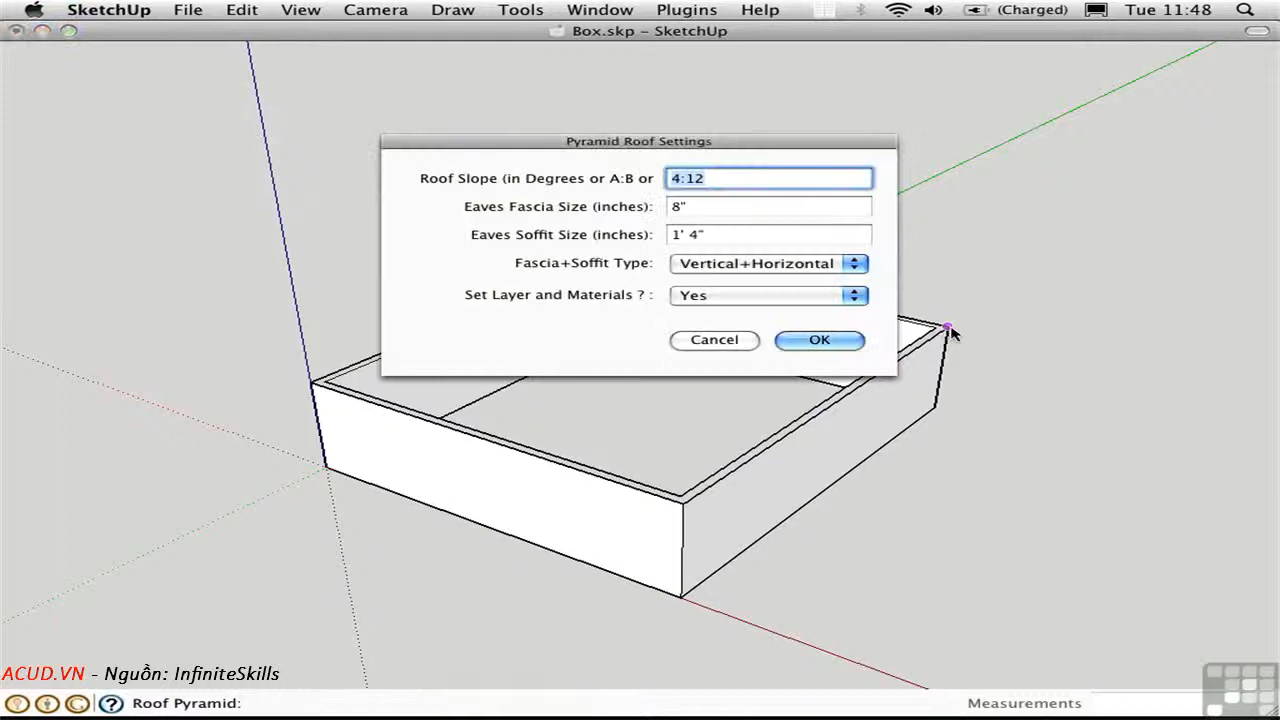 SketchUp File Edit View Camera Draw Tools Window Plugins Help (Charged) Tue 11:48
Box.skp - SketchUp
Pyramid Roof Settings
Roof Slope (in Degrees or A:B or 4:12
Eaves Fascia Size (inches): 8"
Eaves Soffit Size (inches): 1' 4"
Fascia+Soffit Type: Vertical+Horizontal
Set Layer and Materials ? : Yes
Cancel OK
ACUD.VN - Nguồn: InfiniteSkills
Roof Pyramid: Measurements